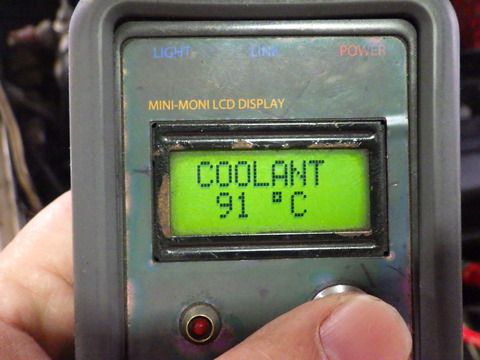 LIGHT LINK POWER
MINI-MONI LCD DISPLAY
COOLANT
91 °C